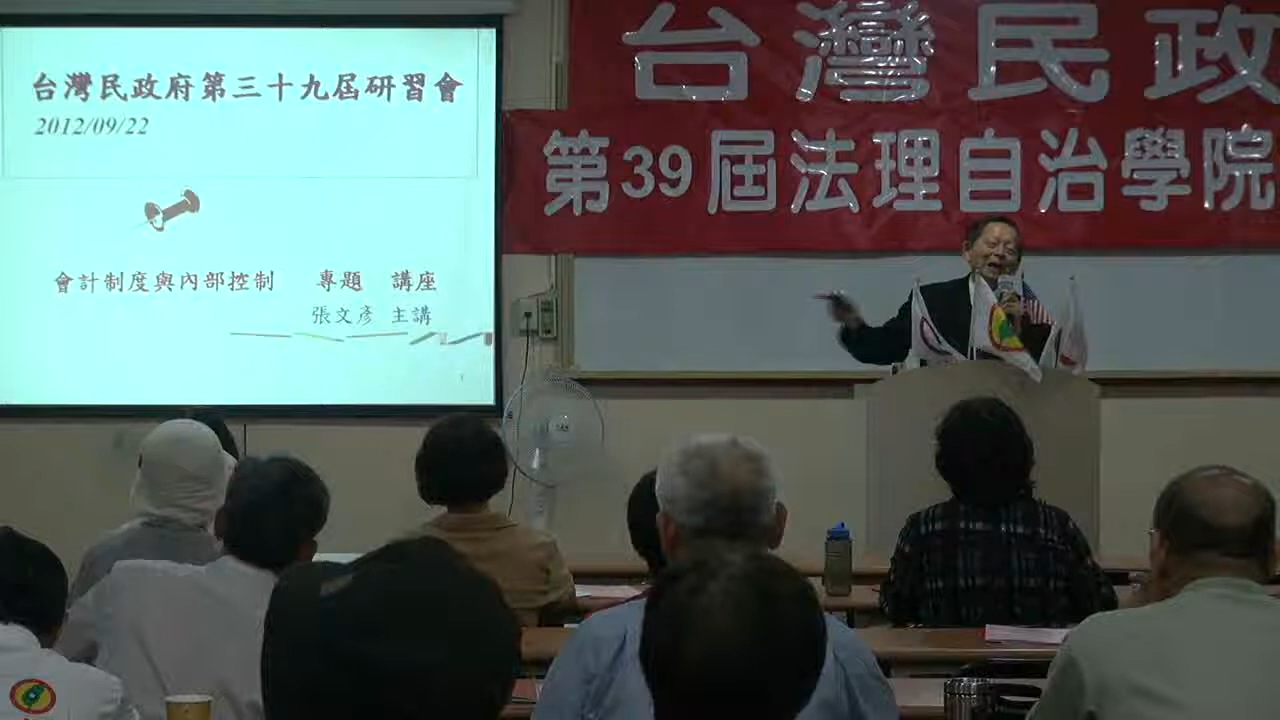 台灣民政府第三十九屆研習會
2012/09/22
會計制度與內部控制 專題 講座
張文彥 主講
台灣民政
第39屆法理自治學院